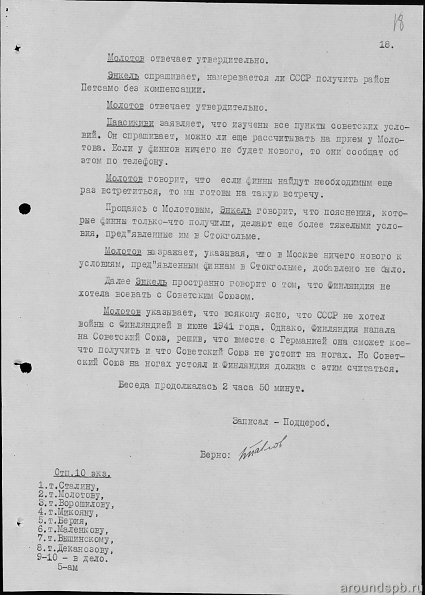 18
18.
Молотов отвечает утвердительно.
Энкель спрашивает, намеревается ли СССР получить район
Петсамо без компенсации.
Молотов отвечает утвердительно.
Паасикиви заявляет, что изучены все пункты советских усло-
вий. Он спрашивает, можно ли еще рассчитывать на прием у Моло-
това. Если у финнов ничего не будет нового, то они сообщат об
этом по телефону.
Молотов говорит, что если финны найдут необходимым еще
раз встретиться, то мы готовы на такую встречу.
Прощаясь с Молотовым, Энкель говорит, что пояснения, кото-
рые финны только-что получили, делают еще более тяжелыми усло-
вия, пред"явленные им в Стокгольме.
Молотов возражает, указывая, что в Москве ничего нового к
условиям, пред"явленным финнам в Стокгольме, добавлено не было.
Далее Энкель пространно говорит о том, что Финляндия не
хотела воевать с Советским Союзом.
Молотов указывает, что всякому ясно, что СССР не хотел
войны с Финляндией в июне 1941 года. Однако, Финляндия напала
на Советский Союз, решив, что вместе с Германией она сможет кое-
что получить и что Советский Союз не устоит на ногах. Но Совет-
ский Союз на ногах устоял и Финляндия должна с этим считаться.
Беседа продолжалась 2 часа 50 минут.
Записал - Подцероб.
Верно:
Отп.10 экз.
1.т.Сталину,
2.т.Молотову,
3.т.Ворошилову,
4.т.Микояну,
5.т.Берия,
6.т.Маленкову,
7.т.Вышинскому,
8.т.Деканозову,
9-10 - в дело.
5-ам
aroundspb.ru